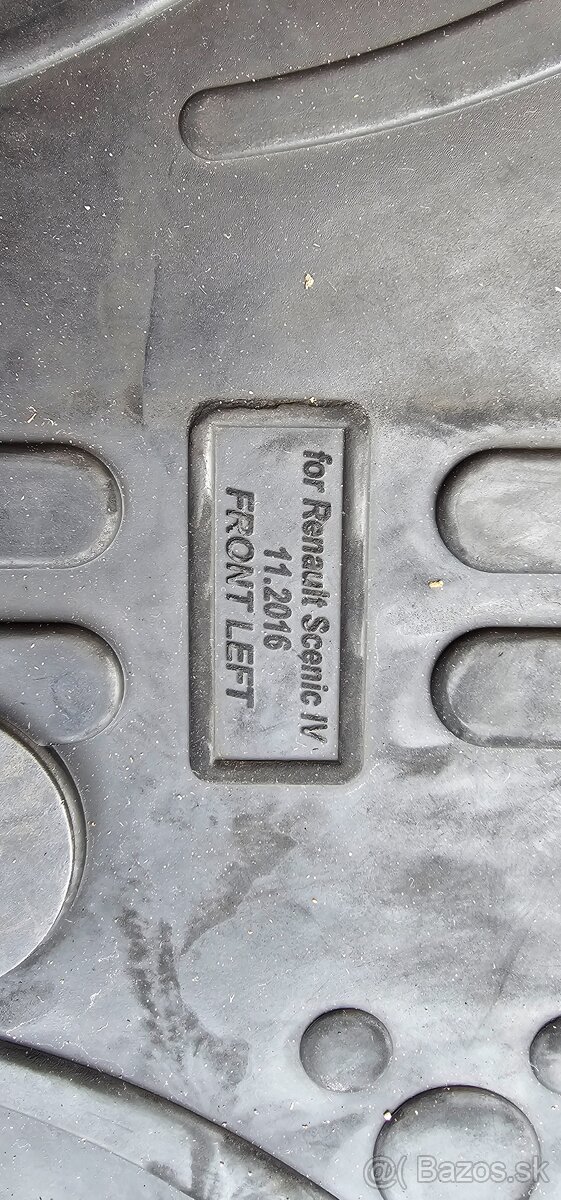 for Renault Scenic IV
11.2016
FRONT LEFT
@( Bazos.sk